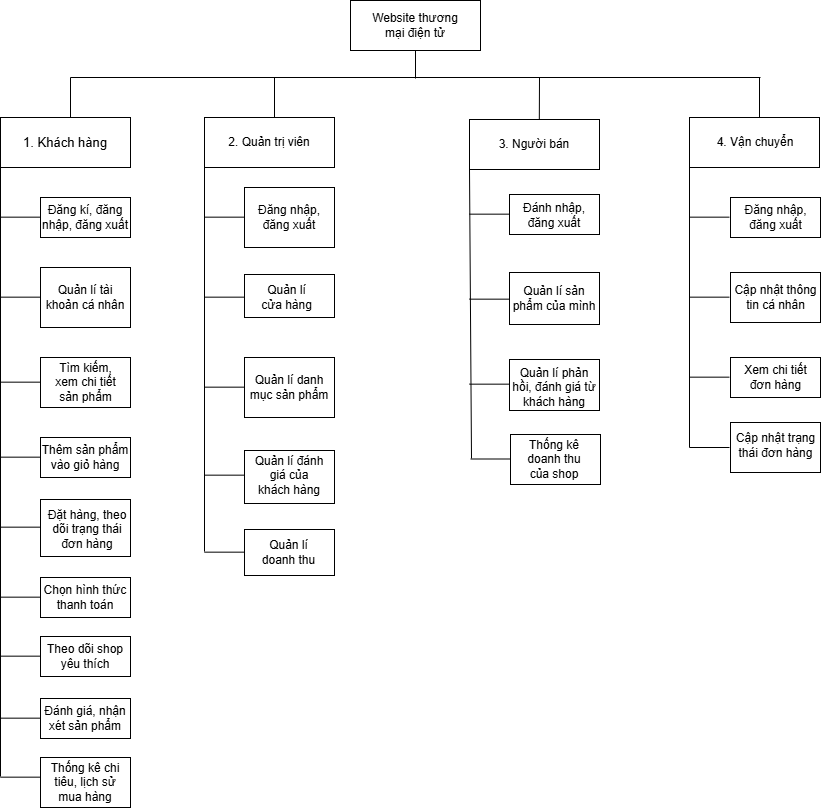 Website thương
mại điện tử
1. Khách hàng
Đăng kí, đăng
nhập, đăng xuất
Quản lí tài
khoản cá nhân
Tìm kiếm,
xem chi tiết
sản phẩm
Thêm sản phẩm
vào giỏ hàng
Đặt hàng, theo
dõi trạng thái
đơn hàng
Chọn hình thức
thanh toán
Theo dõi shop
yêu thích
Đánh giá, nhận
xét sản phẩm
Thống kê chi
tiêu, lịch sử
mua hàng
2. Quản trị viên
Đăng nhập,
đăng xuất
Quản lí
cửa hàng
Quản lí danh
mục sản phẩm
Quản lí đánh
giá của
khách hàng
Quản lí
doanh thu
3. Người bán
Đánh nhập,
đăng xuất
Quản lí sản
phẩm của mình
Quản lí phản
hồi, đánh giá từ
khách hàng
Thống kê
doanh thu
của shop
4. Vận chuyển
Đăng nhập,
đăng xuất
Cập nhật thông
tin cá nhân
Xem chi tiết
đơn hàng
Cập nhật trạng
thái đơn hàng